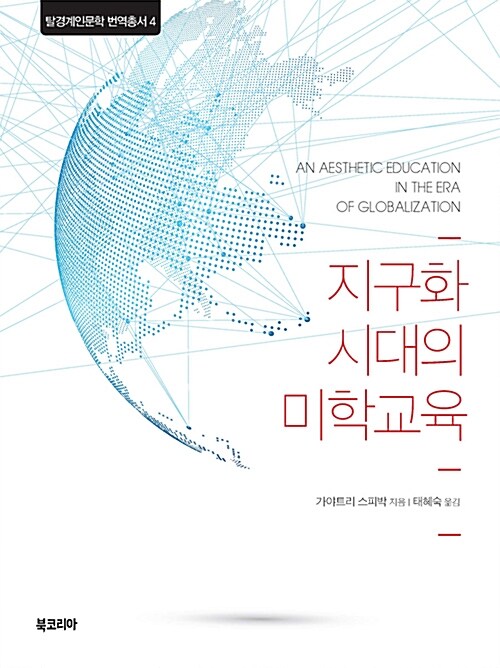 탈경계인문학 번역총서 4
AN AESTHETIC EDUCATION
IN THE ERA
OF GLOBALIZATION
지구화
시대의
미학교육
가야트리 스피박 지음 | 태혜숙 옮김
북코리아